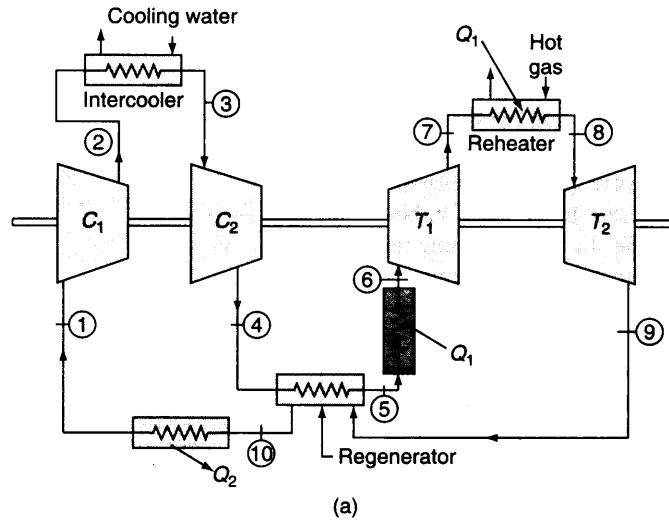 Cooling water
Intercooler
Q1
Hot
gas
Reheater
2
3
7
8
C1
C2
T1
T2
6
1
4
9
Q1
5
10
Regenerator
Q2
(a)